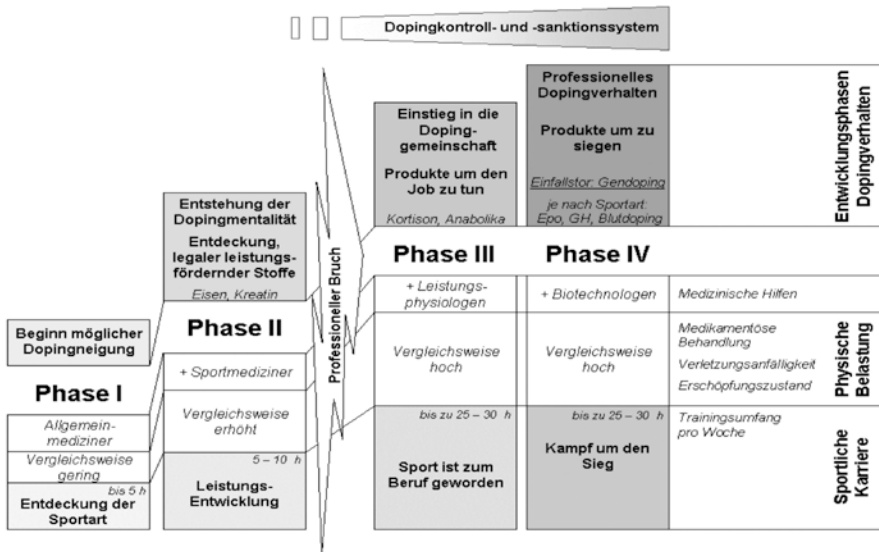 Dopingkontroll- und -sanktionssystem
Beginn möglicher
Dopingneigung
Phase I
Allgemein-
mediziner
Vergleichsweise
gering
bis 5 h
Entdeckung der
Sportart
Entstehung der
Dopingmentalität
Entdeckung,
legaler leistungs-
fördernder Stoffe
Eisen, Kreatin
Phase II
+ Sportmediziner
Vergleichsweise
erhöht
5 – 10 h
Leistungs-
Entwicklung
Professioneller Bruch
Einstieg in die
Doping-
gemeinschaft
Produkte um den
Job zu tun
Kortison, Anabolika
Phase III
+ Leistungs-
physiologen
Vergleichsweise
hoch
bis zu 25 – 30 h
Sport ist zum
Beruf geworden
Professionelles
Dopingverhalten
Produkte um zu
siegen
Einfallstor: Gendoping
je nach Sportart:
Epo, GH, Blutdoping
Phase IV
+ Biotechnologen
Vergleichsweise
hoch
bis zu 25 – 30 h
Kampf um den
Sieg
Medizinische Hilfen
Medikamentöse
Behandlung
Verletzungsanfälligkeit
Erschöpfungszustand
Trainingsumfang
pro Woche
Entwicklungsphasen
Dopingverhalten
Physische
Belastung
Sportliche
Karriere